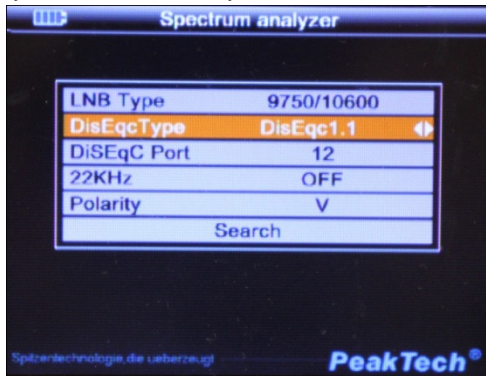 Spectrum analyzer
LNB Type 9750/10600
DisEqcType DisEqc1.1
DiSEqC Port 12
22KHz OFF
Polarity V
Search
Spitzentechnologie,die ueberzeugt PeakTech®